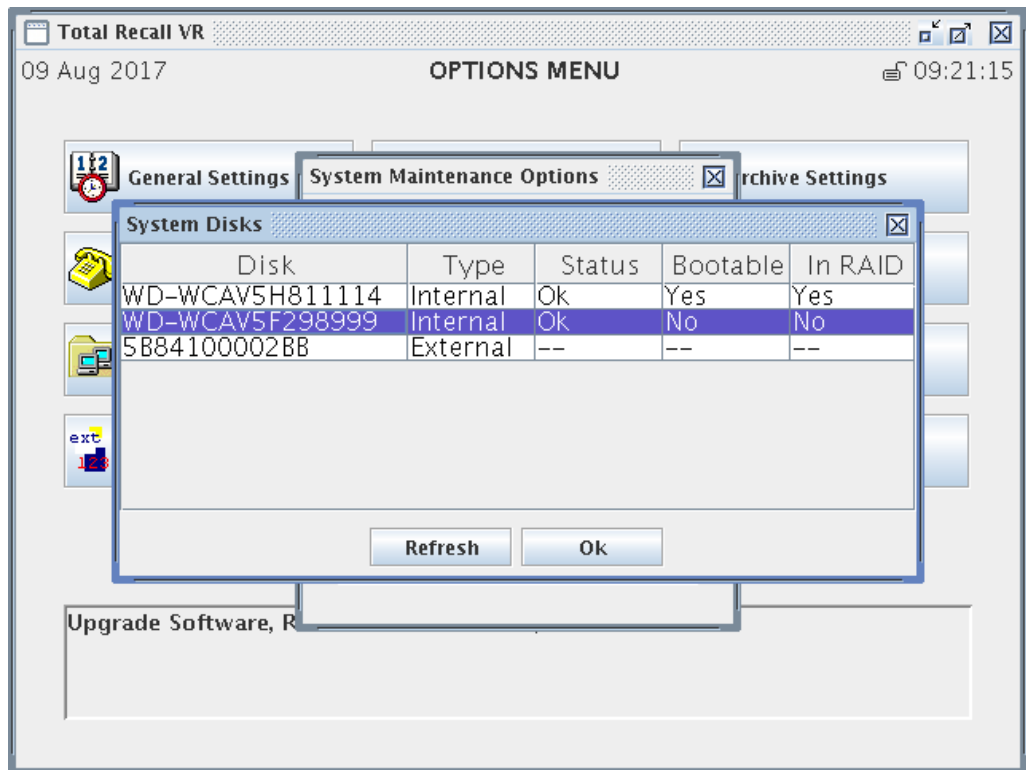 Total Recall VR
09 Aug 2017 OPTIONS MENU 09:21:15
General Settings System Maintenance Options rchive Settings
System Disks
Disk Type Status Bootable In RAID
WD-WCAV5H811114 Internal Ok Yes Yes
WD-WCAV5F298999 Internal Ok No No
5B84100002BB External -- -- --
ext
123
Refresh Ok
Upgrade Software, R